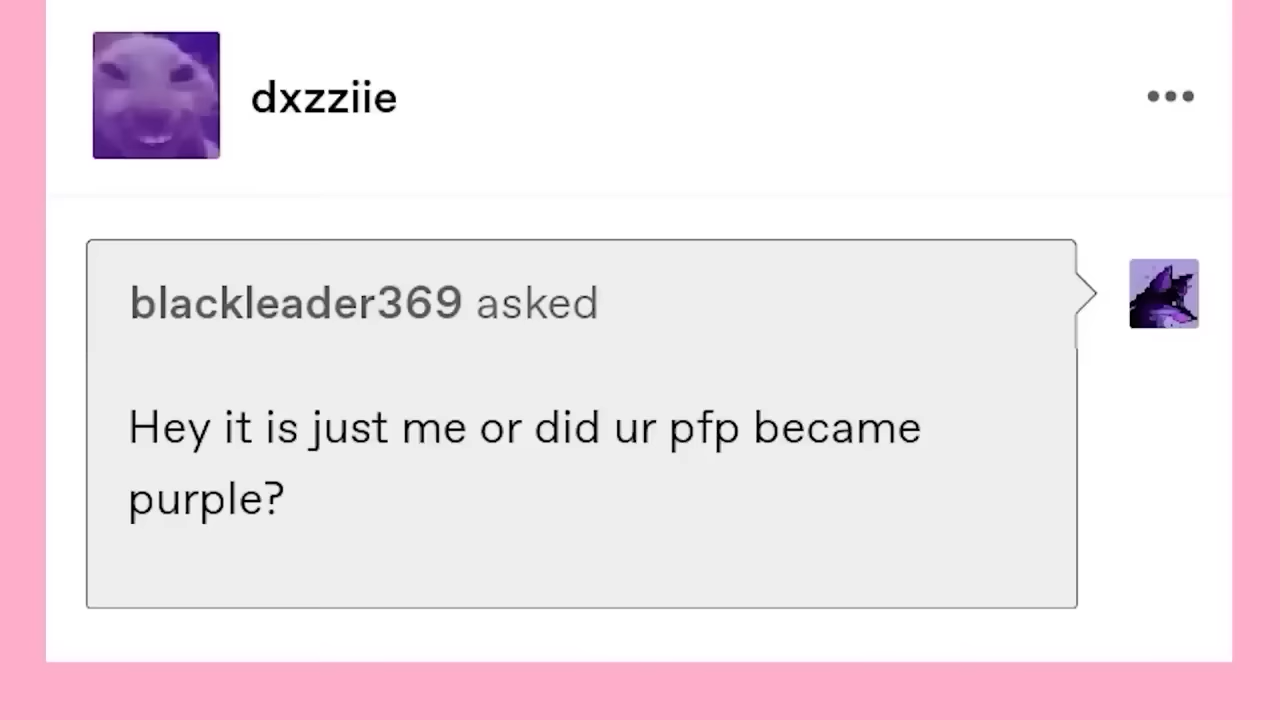 dxzziie
blackleader369 asked
Hey it is just me or did ur pfp became
purple?